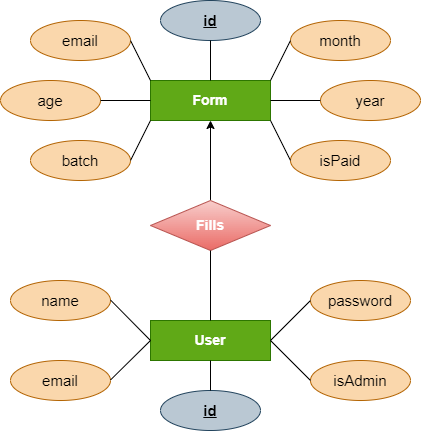 id
email
month
Form
age
year
batch
isPaid
Fills
name
password
User
email
isAdmin
id